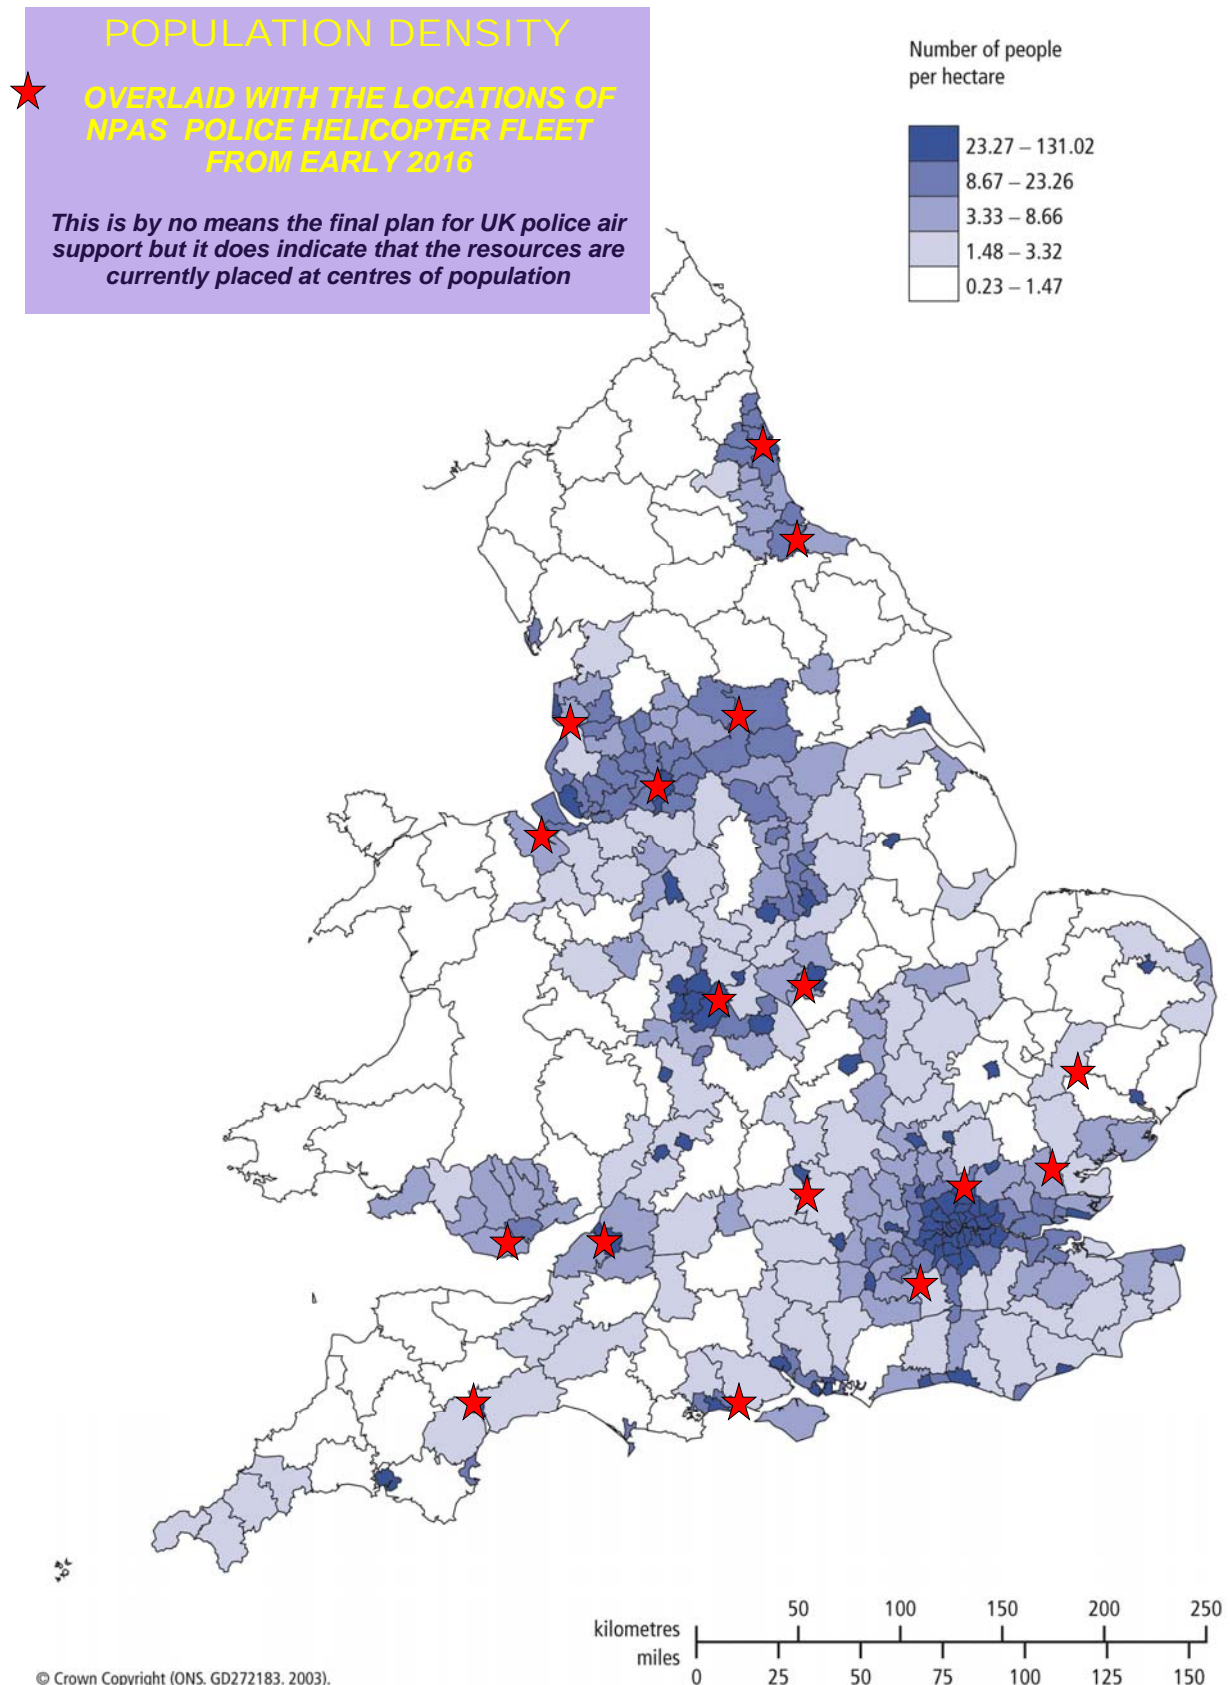 POPULATION DENSITY
OVERLAID WITH THE LOCATIONS OF
NPAS POLICE HELICOPTER FLEET
FROM EARLY 2016
This is by no means the final plan for UK police air
support but it does indicate that the resources are
currently placed at centres of population
Number of people
per hectare
23.27 – 131.02
8.67 – 23.26
3.33 – 8.66
1.48 – 3.32
0.23 – 1.47
50 100 150 200 250
kilometres
miles
0 25 50 75 100 125 150
© Crown Copyright (ONS. GD272183. 2003).